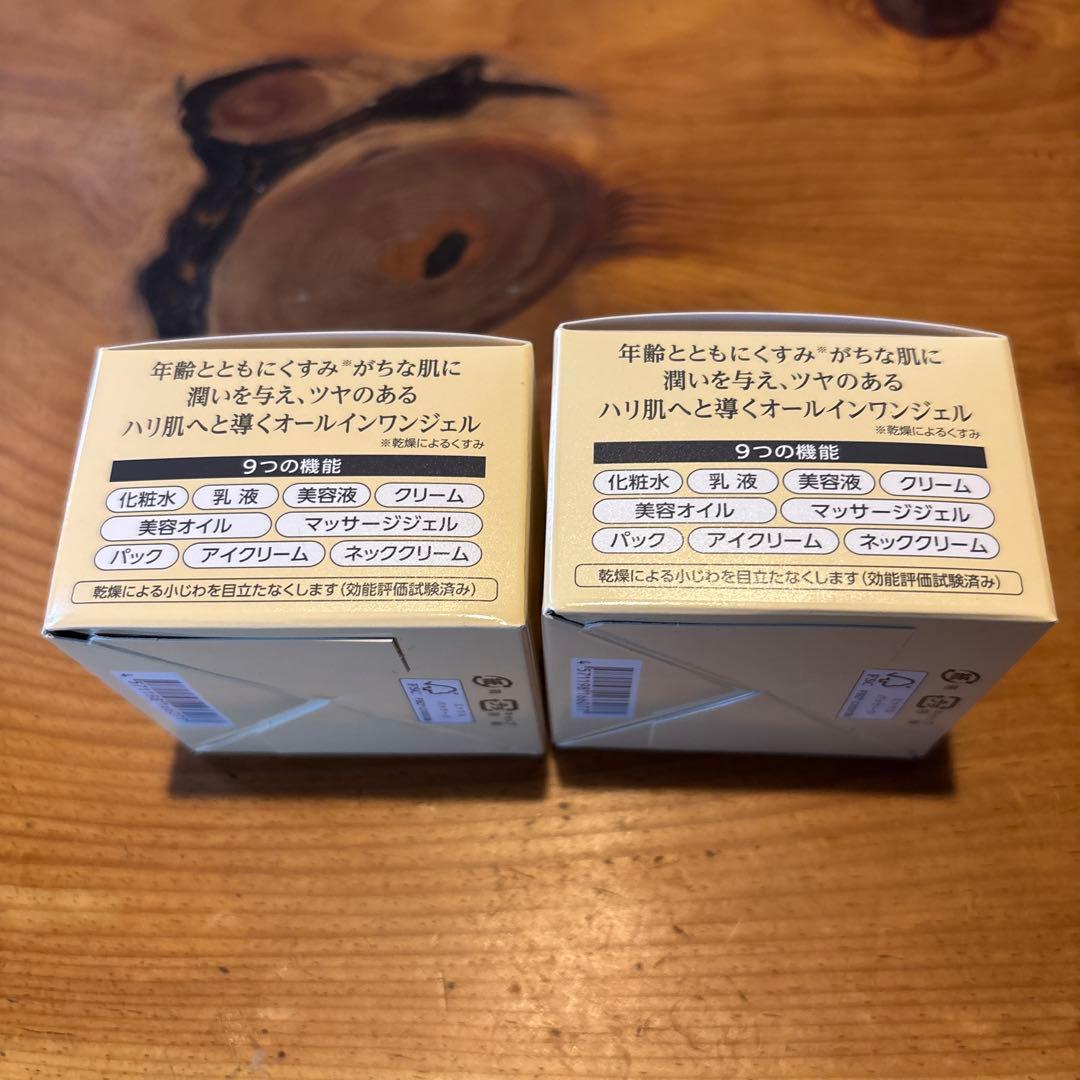 年齢とともにくすみ※がちな肌に
潤いを与え、ツヤのある
ハリ肌へと導くオールインワンジェル
※乾燥によるくすみ
9つの機能
化粧水 乳液 美容液 クリーム
美容オイル マッサージジェル
パック アイクリーム ネッククリーム
乾燥による小じわを目立たなくします(効能評価試験済み)
年齢とともにくすみ※がちな肌に
潤いを与え、ツヤのある
ハリ肌へと導くオールインワンジェル
※乾燥によるくすみ
9つの機能
化粧水 乳液 美容液 クリーム
美容オイル マッサージジェル
パック アイクリーム ネッククリーム
乾燥による小じわを目立たなくします(効能評価試験済み)